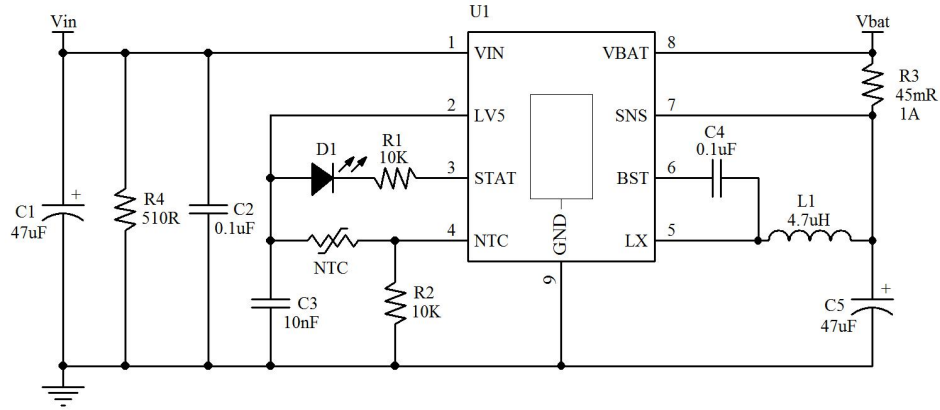 Vin
U1
Vbat
1
VIN
VBAT
8
R3
45mR
1A
2
LV5
SNS
7
D1
R1
10K
C4
0.1uF
3
STAT
BST
6
C1
+
47uF
R4
510R
C2
0.1uF
L1
4.7uH
4
NTC
GND
LX
5
NTC
9
C3
10nF
R2
10K
C5
+
47uF